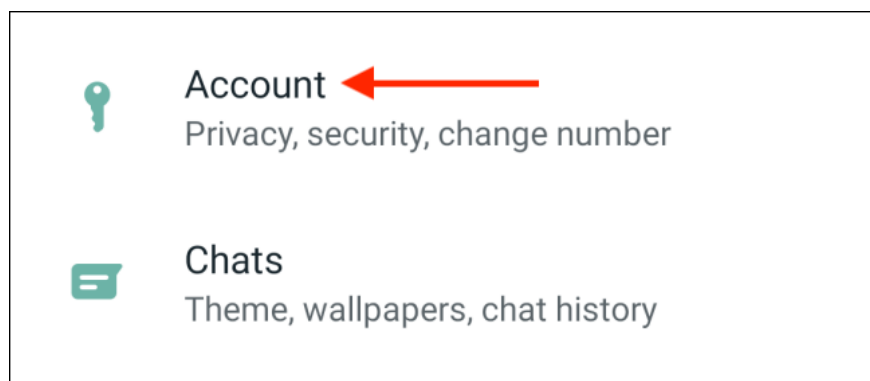 Account
Privacy, security, change number
Chats
Theme, wallpapers, chat history